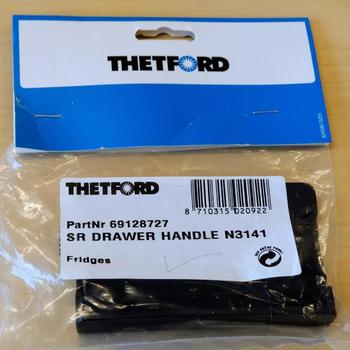 THETFORD
THETFORD
8 710315 020922
PartNr 69128727
SR DRAWER HANDLE N3141
Fridges